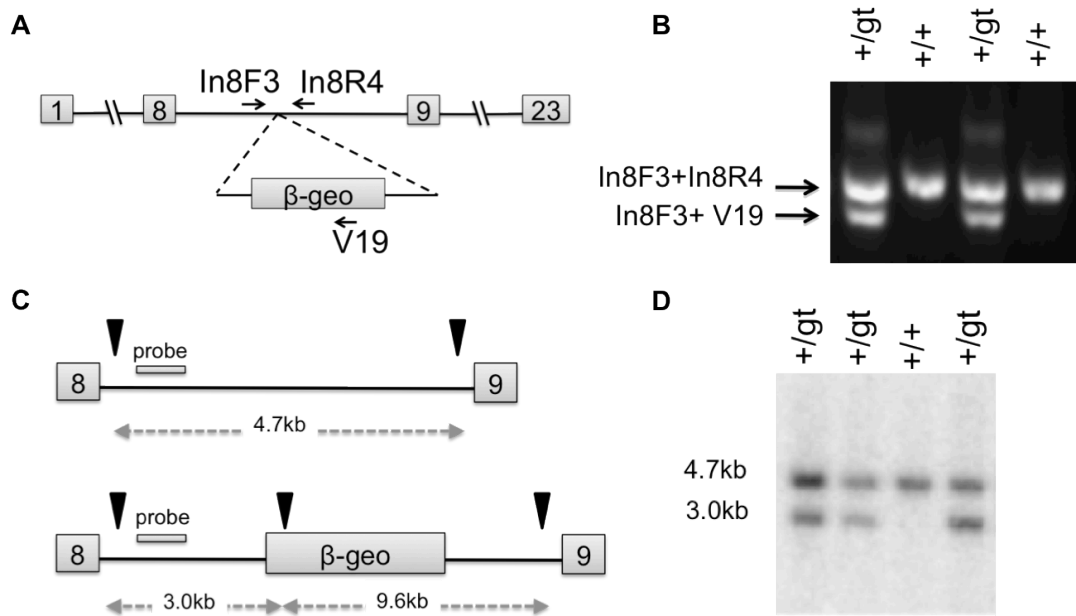 A
In8F3 In8R4
1 8 9 23
β-geo
V19
B
+/gt +/+ +/gt +/+
In8F3+In8R4
In8F3+ V19
C
probe
8 9
4.7kb
probe
8 β-geo 9
3.0kb 9.6kb
D
+/gt +/gt +/+ +/gt
4.7kb
3.0kb